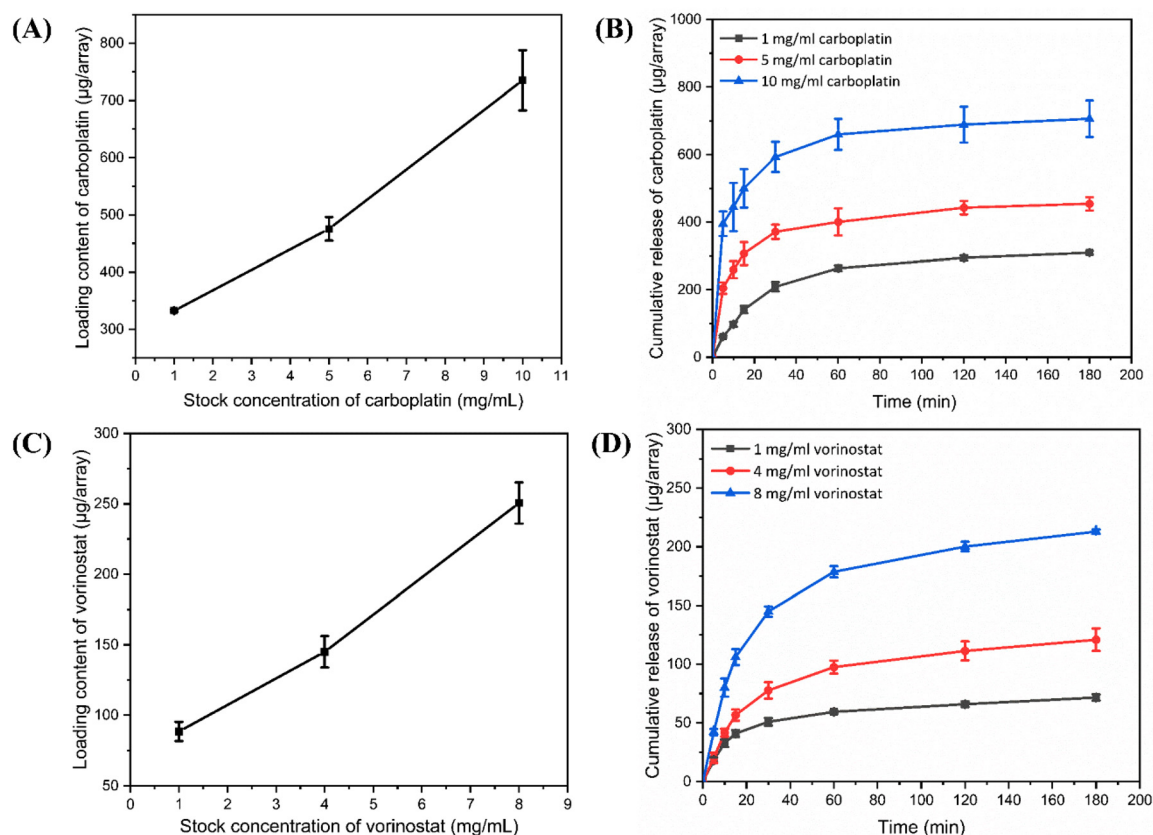 (A)
Loading content of carboplatin (µg/array)
800
700
600
500
400
300
0 1 2 3 4 5 6 7 8 9 10 11
Stock concentration of carboplatin (mg/mL)
(B)
Cumulative release of carboplatin (µg/array)
1000
800
600
400
200
0
1 mg/ml carboplatin
5 mg/ml carboplatin
10 mg/ml carboplatin
0 20 40 60 80 100 120 140 160 180 200
Time (min)
(C)
Loading content of vorinostat (µg/array)
300
250
200
150
100
50
0 1 2 3 4 5 6 7 8 9
Stock concentration of vorinostat (mg/mL)
(D)
Cumulative release of vorinostat (µg/array)
300
250
200
150
100
50
0
1 mg/ml vorinostat
4 mg/ml vorinostat
8 mg/ml vorinostat
0 20 40 60 80 100 120 140 160 180 200
Time (min)